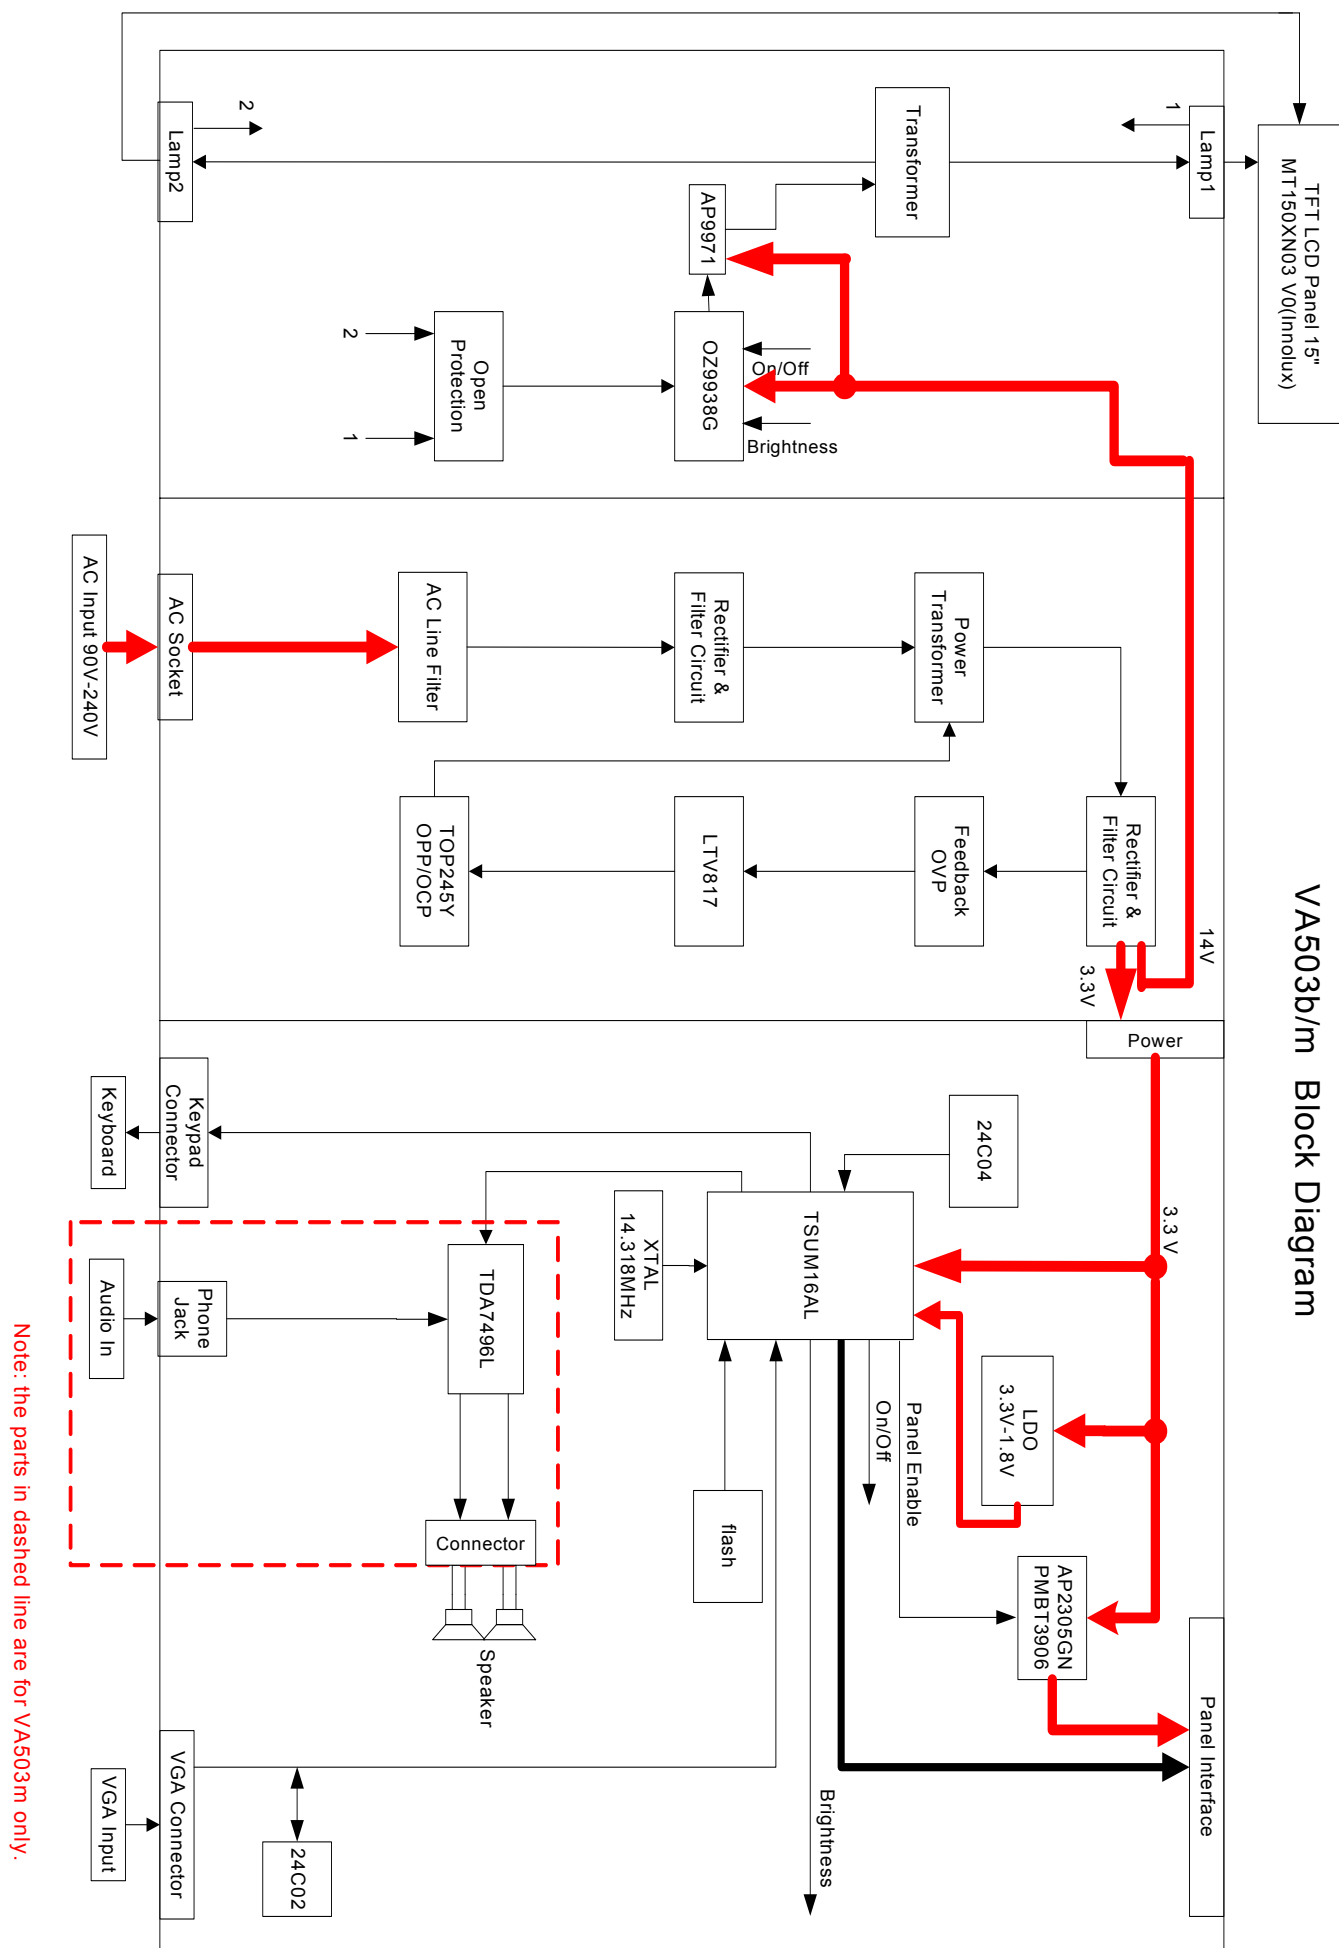 VA503b/m Block Diagram
TFT LCD Panel 15"
MT150XN03 V0(Innolux)
Lamp1
1
Transformer
2
Lamp2
AP9971
OZ9938G
On/Off
Brightness
Open
Protection
2
1
AC Input 90V-240V
AC Socket
AC Line Filter
Rectifier &
Filter Circuit
Power
Transformer
Rectifier &
Filter Circuit
Feedback
OVP
LTV817
TOP245Y
OPP/OCP
14V
3.3V
Power
3.3 V
24C04
TSUM16AL
XTAL
14.318MHz
Keypad
Connector
Keyboard
TDA7496L
Phone
Jack
Audio In
Connector
Speaker
LDO
3.3V-1.8V
Panel Enable
On/Off
flash
AP2305GN
PMBT3906
Panel Interface
Brightness
VGA Connector
VGA Input
24C02
Note: the parts in dashed line are for VA503m only.